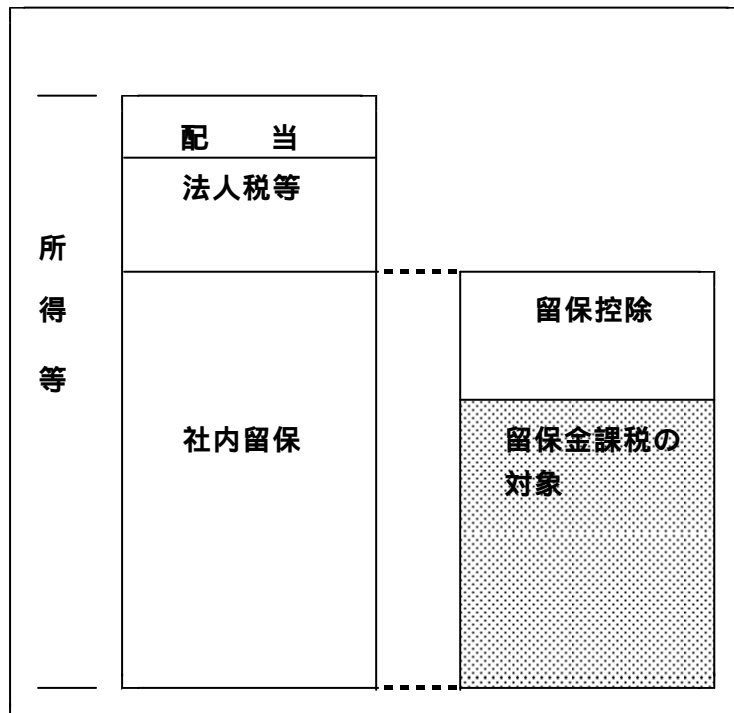 配　　当
法人税等
所得等
留保控除
社内留保
留保金課税の
対象